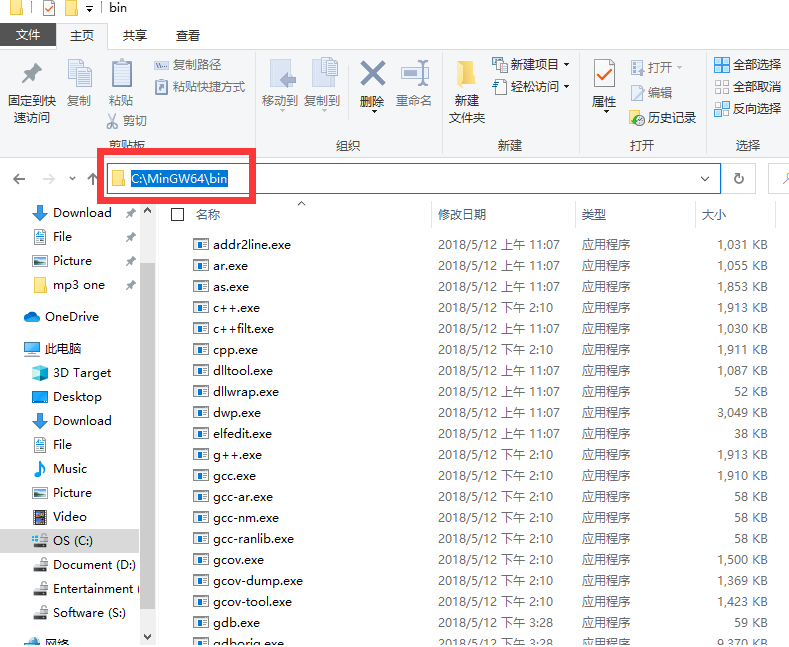 bin
文件 主页 共享 查看
固定到快速访问
复制
粘贴
复制路径
粘贴快捷方式
剪切
剪贴板
移动到 复制到 删除 重命名
组织
新建文件夹
新建项目
轻松访问
新建
属性
打开
编辑
历史记录
打开
全部选择
全部取消
反向选择
选择
C:\MinGW64\bin
Download
File
Picture
mp3 one
OneDrive
此电脑
3D Target
Desktop
Download
File
Music
Picture
Video
OS (C:)
Document (D:)
Entertainment
Software (S:)
网络
名称 修改日期 类型 大小
addr2line.exe 2018/5/12 上午 11:07 应用程序 1,031 KB
ar.exe 2018/5/12 上午 11:07 应用程序 1,055 KB
as.exe 2018/5/12 上午 11:07 应用程序 1,853 KB
c++.exe 2018/5/12 下午 2:10 应用程序 1,913 KB
c++filt.exe 2018/5/12 上午 11:07 应用程序 1,030 KB
cpp.exe 2018/5/12 下午 2:10 应用程序 1,911 KB
dlltool.exe 2018/5/12 上午 11:07 应用程序 1,087 KB
dllwrap.exe 2018/5/12 上午 11:07 应用程序 52 KB
dwp.exe 2018/5/12 上午 11:07 应用程序 3,049 KB
elfedit.exe 2018/5/12 上午 11:07 应用程序 38 KB
g++.exe 2018/5/12 下午 2:10 应用程序 1,913 KB
gcc.exe 2018/5/12 下午 2:10 应用程序 1,910 KB
gcc-ar.exe 2018/5/12 下午 2:10 应用程序 58 KB
gcc-nm.exe 2018/5/12 下午 2:10 应用程序 58 KB
gcc-ranlib.exe 2018/5/12 下午 2:10 应用程序 58 KB
gcov.exe 2018/5/12 下午 2:10 应用程序 1,500 KB
gcov-dump.exe 2018/5/12 下午 2:10 应用程序 1,369 KB
gcov-tool.exe 2018/5/12 下午 2:10 应用程序 1,423 KB
gdb.exe 2018/5/12 下午 3:28 应用程序 59 KB
gdborig.exe 2018/5/12 下午 3:28 应用程序 9,370 KB